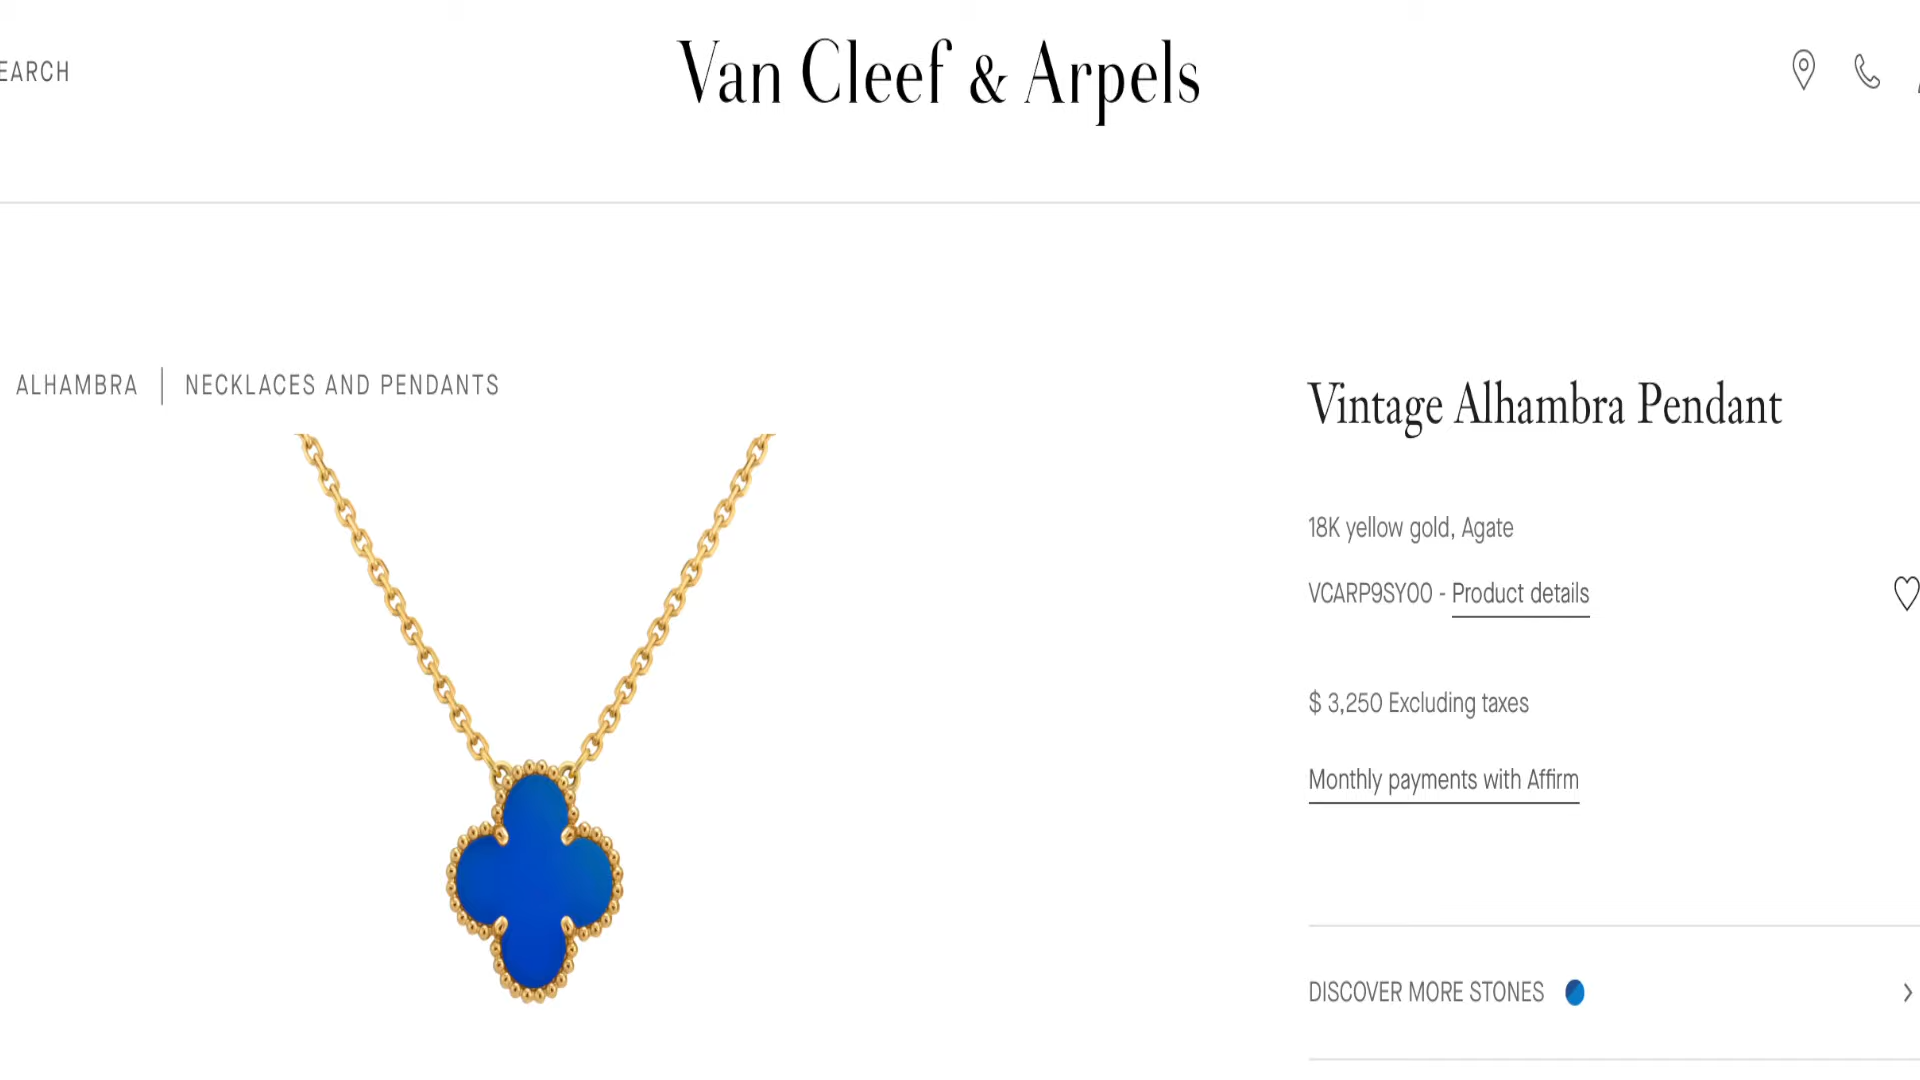 EARCH
Van Cleef & Arpels
ALHAMBRA | NECKLACES AND PENDANTS
Vintage Alhambra Pendant
18K yellow gold, Agate
VCARP9SY00 - Product details
$ 3,250 Excluding taxes
Monthly payments with Affirm
DISCOVER MORE STONES